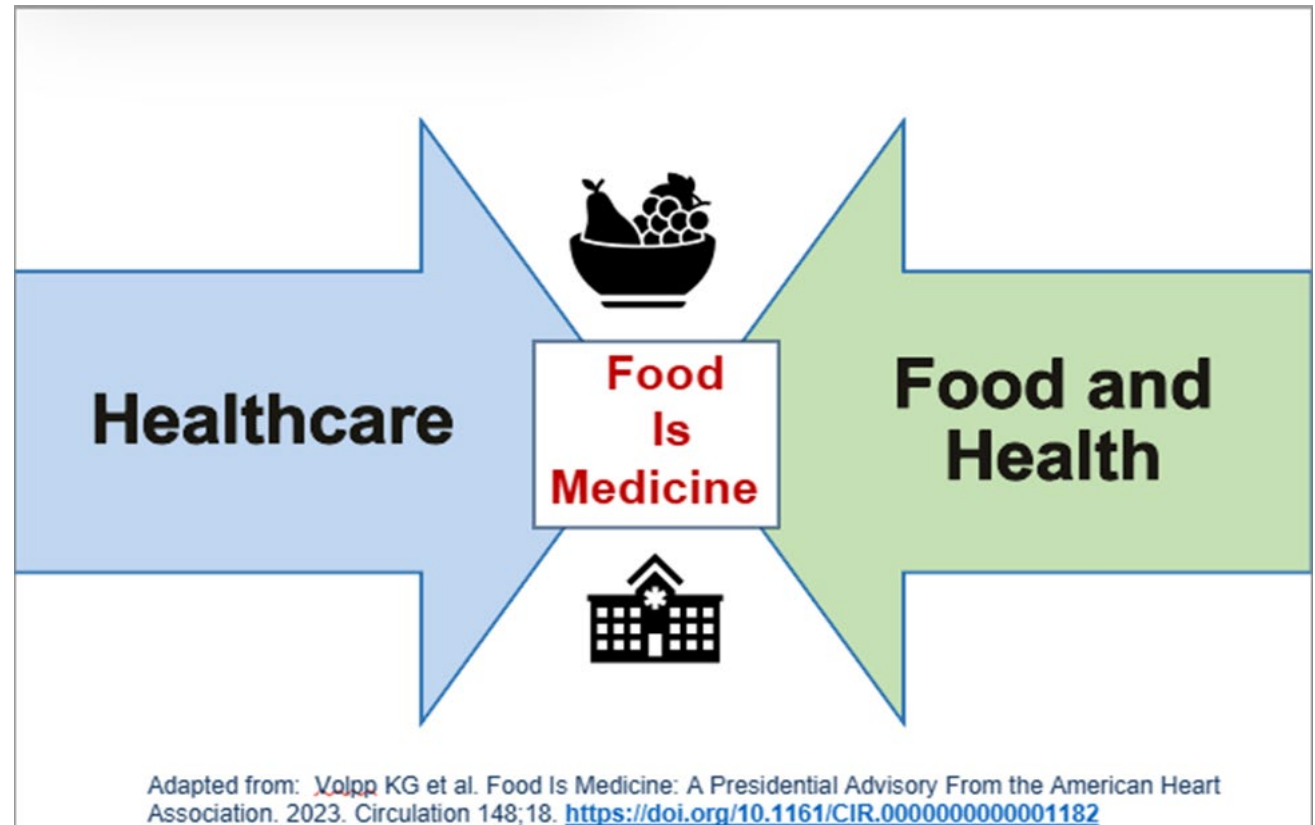 Healthcare
Food
Is
Medicine
Food and
Health
Adapted from: Volpp KG et al. Food Is Medicine: A Presidential Advisory From the American Heart
Association. 2023. Circulation 148;18. https://doi.org/10.1161/CIR.0000000000001182